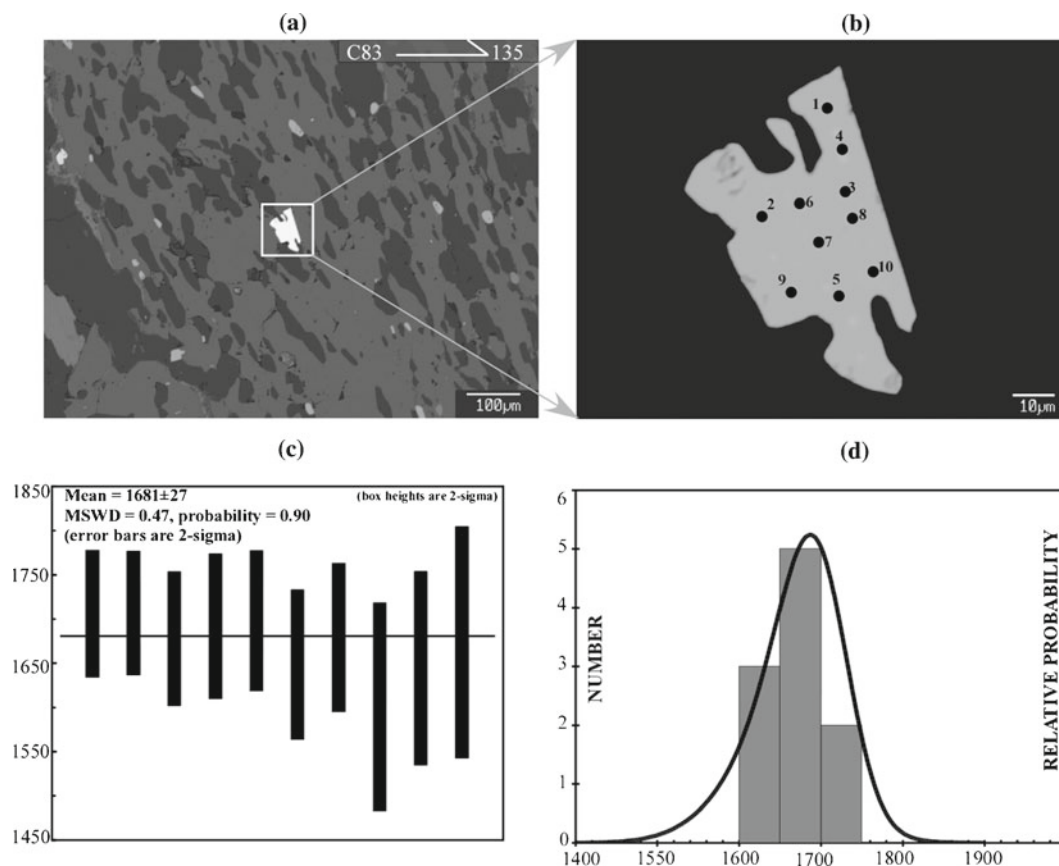 (a)
(b)
C83 135
100µm
1
4
3
2
6
8
7
10
9
5
10µm
(c)
(d)
1850
1750
1650
1550
1450
Mean = 1681±27
(box heights are 2-sigma)
MSWD = 0.47, probability = 0.90
(error bars are 2-sigma)
6
5
4
3
2
1
0
NUMBER
RELATIVE PROBABILITY
1400 1550 1600 1700 1800 1900